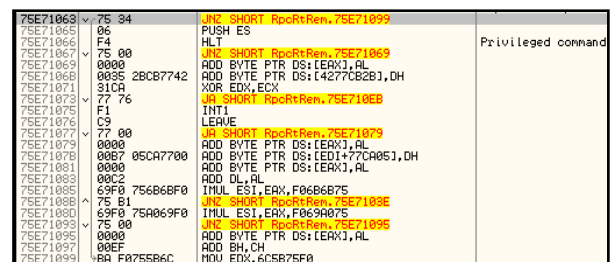 75E71063 75 34 JNZ SHORT RpcRtRem.75E71099
75E71065 06 PUSH ES
75E71066 F4 HLT Privileged command
75E71067 75 00 JNZ SHORT RpcRtRem.75E71069
75E71069 0000 ADD BYTE PTR DS:[EAX],AL
75E7106B 0035 2BCB7742 ADD BYTE PTR DS:[4277CB2B],DH
75E71071 31CA XOR EDX,ECX
75E71073 77 76 JA SHORT RpcRtRem.75E710EB
75E71075 F1 INT1
75E71076 C9 LEAVE
75E71077 77 00 JA SHORT RpcRtRem.75E71079
75E71079 0000 ADD BYTE PTR DS:[EAX],AL
75E7107B 00B7 05CA7700 ADD BYTE PTR DS:[EDI+77CA05],DH
75E71081 0000 ADD BYTE PTR DS:[EAX],AL
75E71083 00C2 ADD DL,AL
75E71085 69F0 756B6BF0 IMUL ESI,EAX,F06B6B75
75E7108B ^ 75 B1 JNZ SHORT RpcRtRem.75E7103E
75E7108D 69F0 75A069F0 IMUL ESI,EAX,F069A075
75E71093 75 00 JNZ SHORT RpcRtRem.75E71095
75E71095 0000 ADD BYTE PTR DS:[EAX],AL
75E71097 00EF ADD BH,CH
75E71099 BA F0755B6C MOV EDX,6C5B75F0